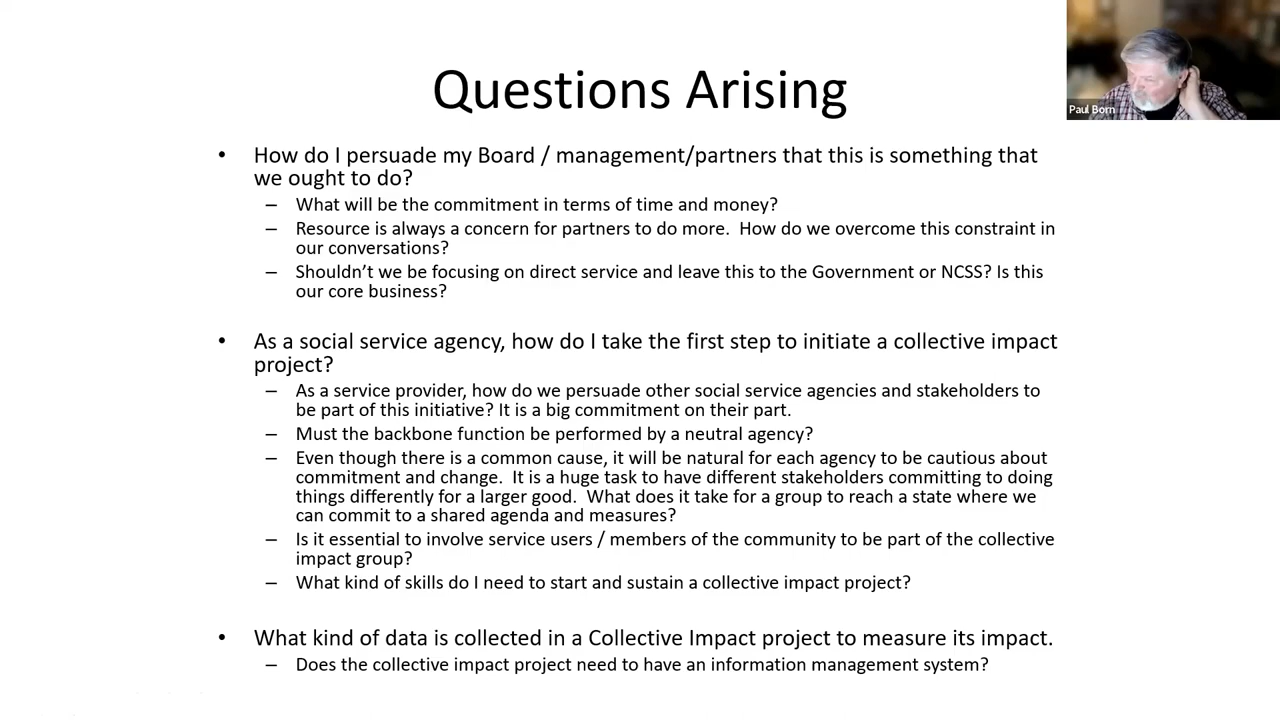 Questions Arising
Paul Born
• How do I persuade my Board / management/partners that this is something that
we ought to do?
– What will be the commitment in terms of time and money?
– Resource is always a concern for partners to do more.  How do we overcome this constraint in
our conversations?
– Shouldn't we be focusing on direct service and leave this to the Government or NCSS? Is this
our core business?
• As a social service agency, how do I take the first step to initiate a collective impact
project?
– As a service provider, how do we persuade other social service agencies and stakeholders to
be part of this initiative? It is a big commitment on their part.
– Must the backbone function be performed by a neutral agency?
– Even though there is a common cause, it will be natural for each agency to be cautious about
commitment and change.  It is a huge task to have different stakeholders committing to doing
things differently for a larger good.  What does it take for a group to reach a state where we
can commit to a shared agenda and measures?
– Is it essential to involve service users / members of the community to be part of the collective
impact group?
– What kind of skills do I need to start and sustain a collective impact project?
• What kind of data is collected in a Collective Impact project to measure its impact.
– Does the collective impact project need to have an information management system?